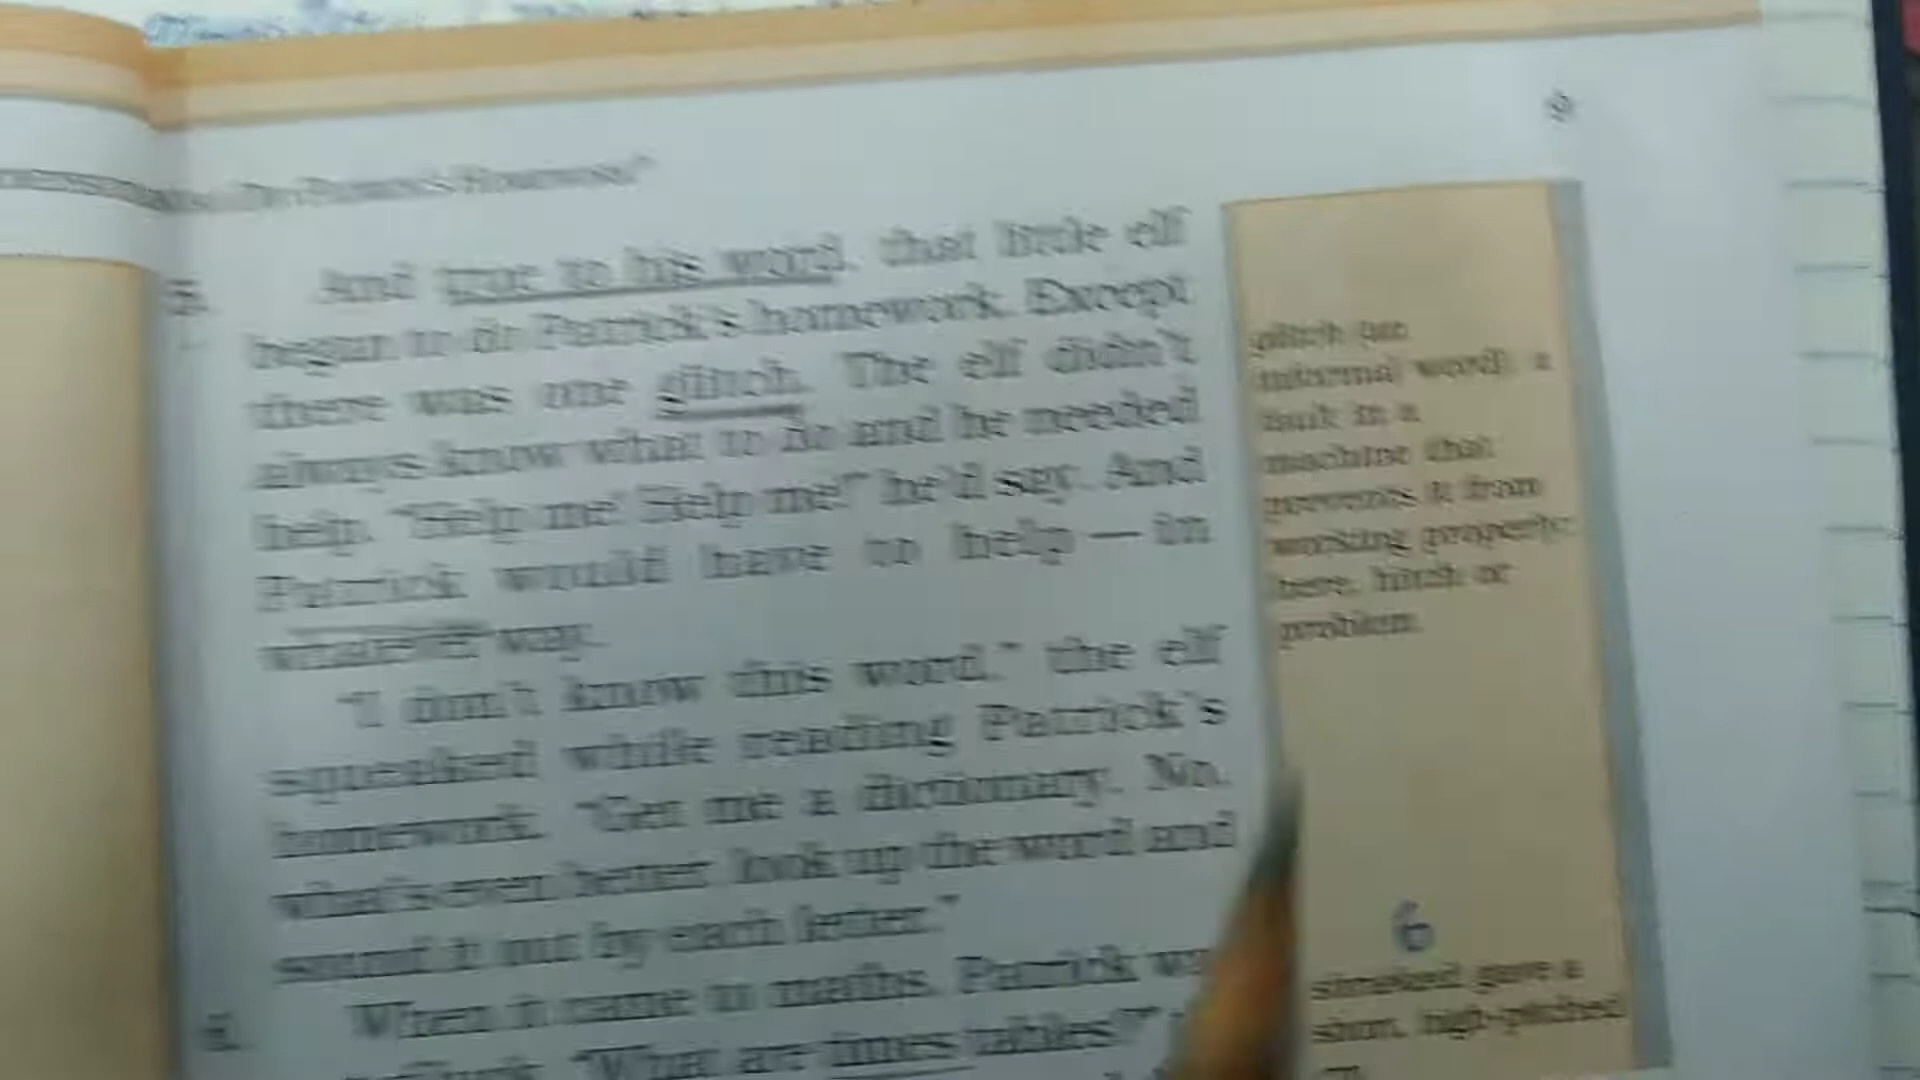 9
Patrick's Homework"
5. And true to his word, that little elf
began to do Patrick's homework. Except
there was one glitch. The elf didn't
always know what to do and he needed
help. "Help me! Help me!" he'd say. And
Patrick would have to help — in
whatever way.
"I don't know this word," the elf
squeaked while reading Patrick's
homework. "Get me a dictionary. No,
what's even better, look up the word and
sound it out by each letter."
6. When it came to maths, Patrick
"What are times tables?"
glitch (an
informal word): a
fault in a
machine that
prevents it from
working properly;
here, hitch or
problem.
6
gave a
short, high-pitched